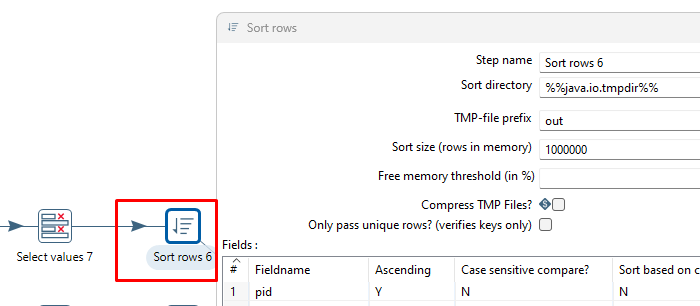 Sort rows
Step name Sort rows 6
Sort directory %%java.io.tmpdir%%
TMP-file prefix out
Sort size (rows in memory) 1000000
Free memory threshold (in %)
Compress TMP Files?
Only pass unique rows? (verifies keys only)
Select values 7
Sort rows 6
Fields :
# Fieldname Ascending Case sensitive compare? Sort based on c
1 pid Y N N